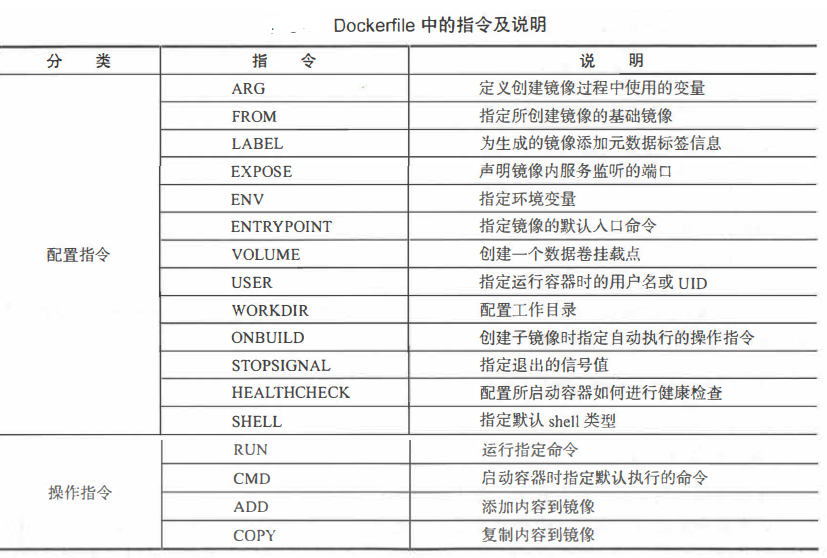 Dockerfile 中的指令及说明
分 类 指 令 说 明
ARG 定义创建镜像过程中使用的变量
FROM 指定所创建镜像的基础镜像
LABEL 为生成的镜像添加元数据标签信息
EXPOSE 声明镜像内服务监听的端口
ENV 指定环境变量
ENTRYPOINT 指定镜像的默认入口命令
配置指令 VOLUME 创建一个数据卷挂载点
USER 指定运行容器时的用户名或 UID
WORKDIR 配置工作目录
ONBUILD 创建子镜像时指定自动执行的操作指令
STOPSIGNAL 指定退出的信号值
HEALTHCHECK 配置所启动容器如何进行健康检查
SHELL 指定默认 shell 类型
RUN 运行指定命令
操作指令 CMD 启动容器时指定默认执行的命令
ADD 添加内容到镜像
COPY 复制内容到镜像